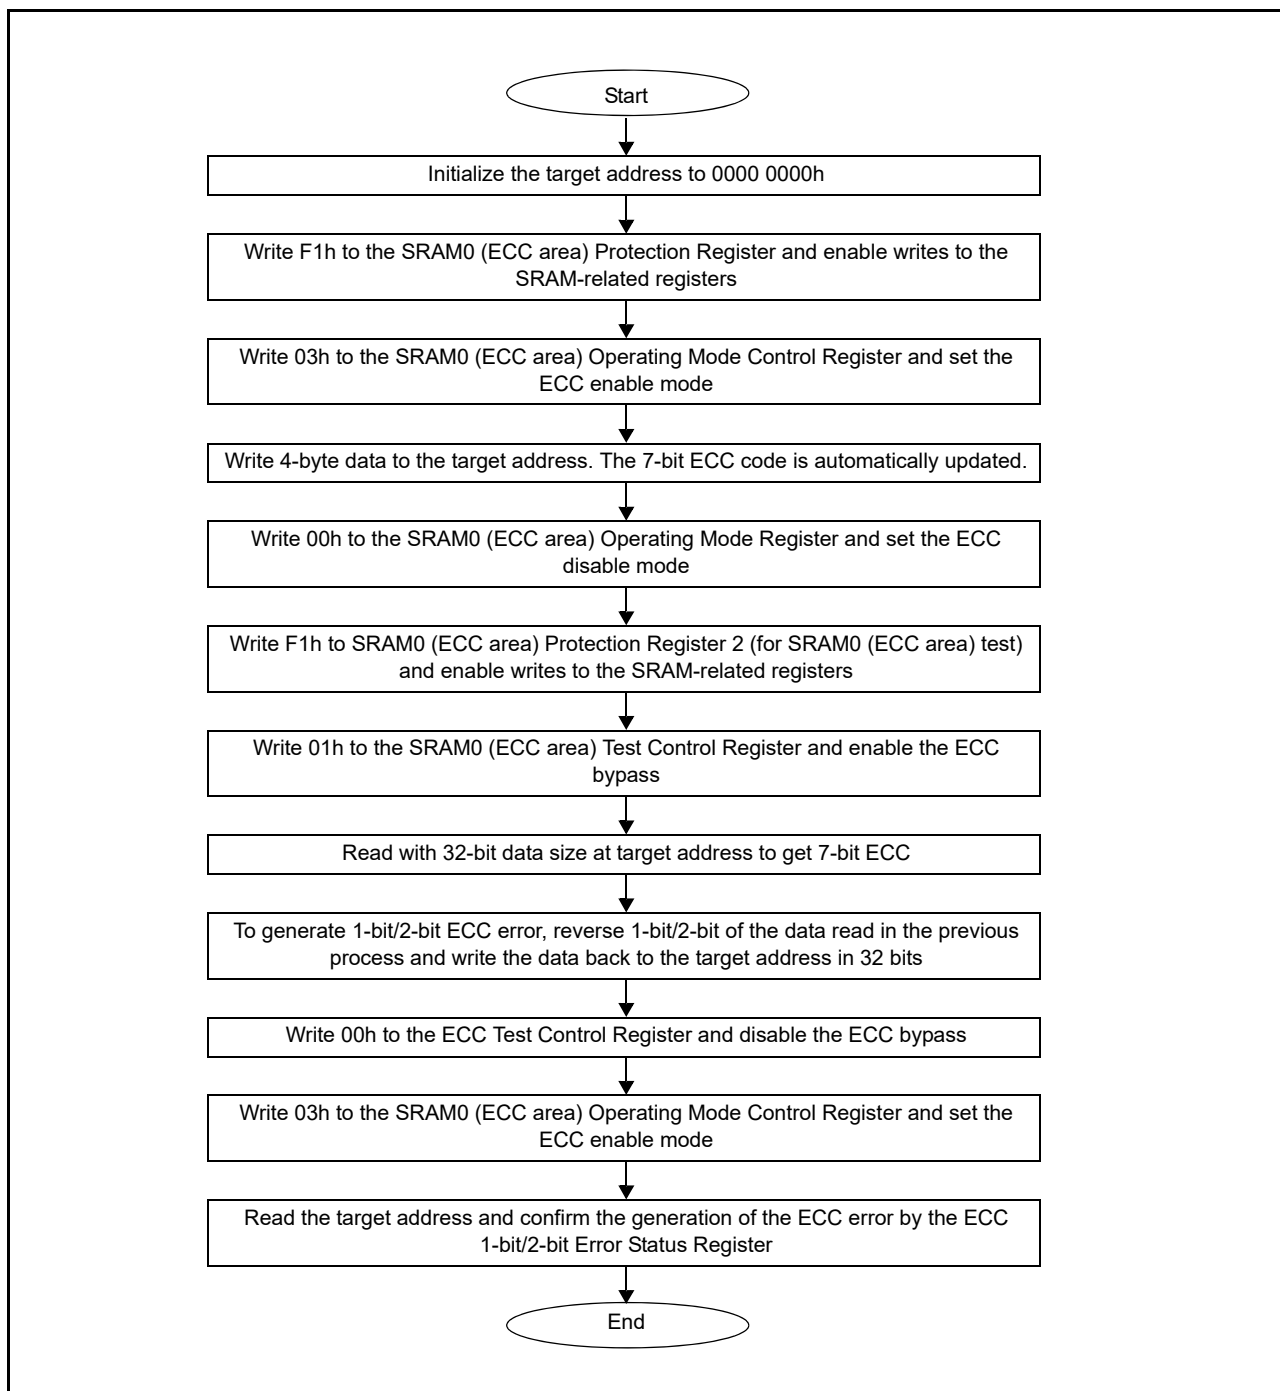 Start
Initialize the target address to 0000 0000h
Write F1h to the SRAM0 (ECC area) Protection Register and enable writes to the
SRAM-related registers
Write 03h to the SRAM0 (ECC area) Operating Mode Control Register and set the
ECC enable mode
Write 4-byte data to the target address. The 7-bit ECC code is automatically updated.
Write 00h to the SRAM0 (ECC area) Operating Mode Register and set the ECC
disable mode
Write F1h to SRAM0 (ECC area) Protection Register 2 (for SRAM0 (ECC area) test)
and enable writes to the SRAM-related registers
Write 01h to the SRAM0 (ECC area) Test Control Register and enable the ECC
bypass
Read with 32-bit data size at target address to get 7-bit ECC
To generate 1-bit/2-bit ECC error, reverse 1-bit/2-bit of the data read in the previous
process and write the data back to the target address in 32 bits
Write 00h to the ECC Test Control Register and disable the ECC bypass
Write 03h to the SRAM0 (ECC area) Operating Mode Control Register and set the
ECC enable mode
Read the target address and confirm the generation of the ECC error by the ECC
1-bit/2-bit Error Status Register
End